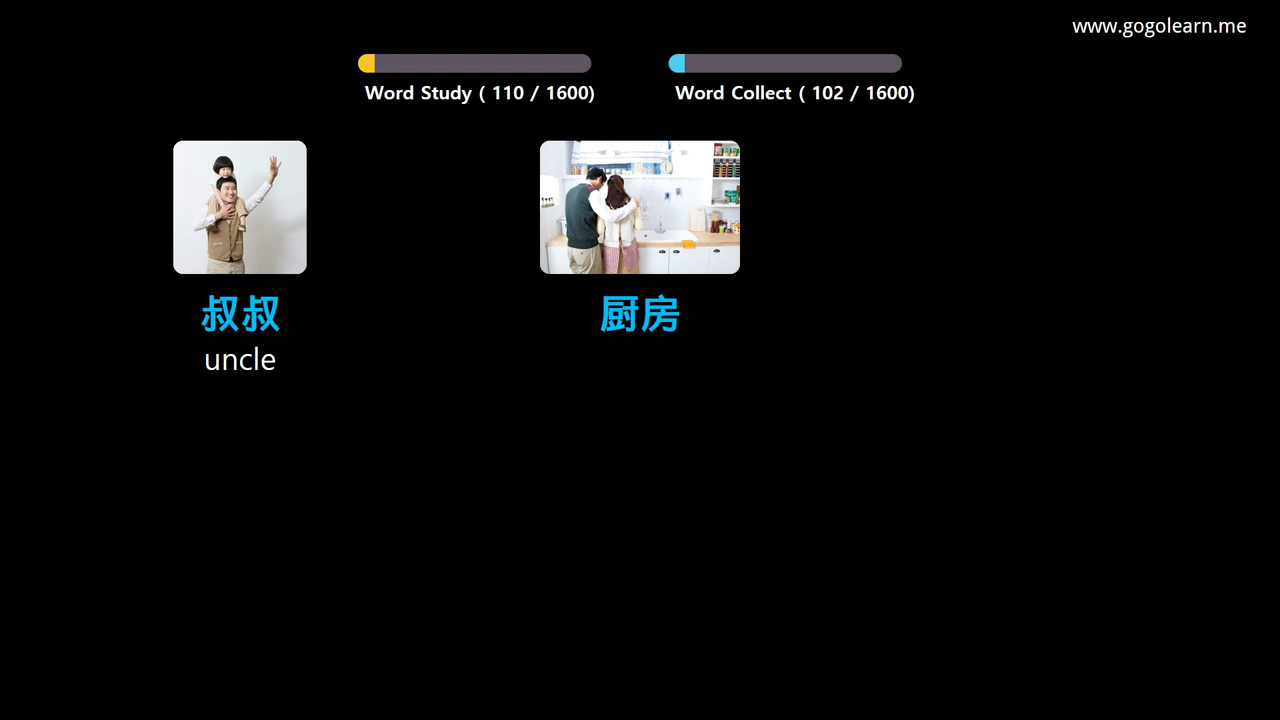 www.gogolearn.me
Word Study ( 110 / 1600)
Word Collect ( 102 / 1600)
叔叔
uncle
厨房